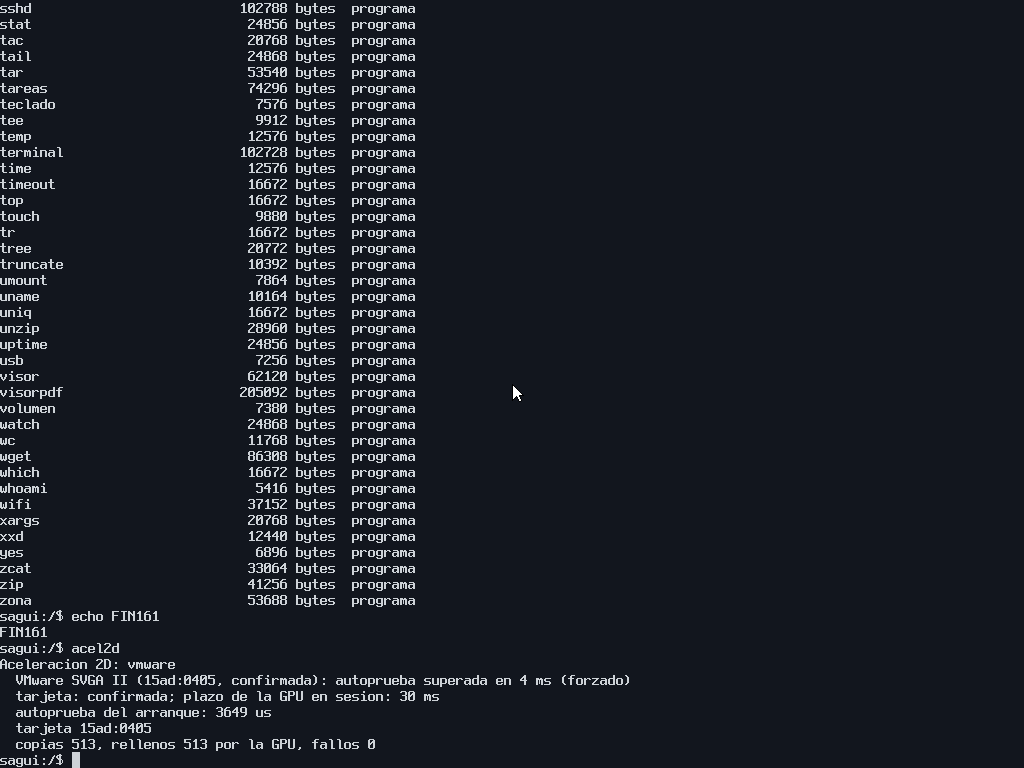 sshd                          102788 bytes  programa
stat                           24856 bytes  programa
tac                            20768 bytes  programa
tail                           24868 bytes  programa
tar                            53540 bytes  programa
tareas                         74296 bytes  programa
teclado                         7576 bytes  programa
tee                             9912 bytes  programa
temp                           12576 bytes  programa
terminal                      102728 bytes  programa
time                           12576 bytes  programa
timeout                        16672 bytes  programa
top                            16672 bytes  programa
touch                           9880 bytes  programa
tr                             16672 bytes  programa
tree                           20772 bytes  programa
truncate                       10392 bytes  programa
umount                          7864 bytes  programa
uname                          10164 bytes  programa
uniq                           16672 bytes  programa
unzip                          28960 bytes  programa
uptime                         24856 bytes  programa
usb                             7256 bytes  programa
visor                          62120 bytes  programa
visorpdf                      205092 bytes  programa
volumen                         7380 bytes  programa
watch                          24868 bytes  programa
wc                             11768 bytes  programa
wget                           86308 bytes  programa
which                          16672 bytes  programa
whoami                          5416 bytes  programa
wifi                           37152 bytes  programa
xargs                          20768 bytes  programa
xxd                            12440 bytes  programa
yes                             6896 bytes  programa
zcat                           33064 bytes  programa
zip                            41256 bytes  programa
zona                           53688 bytes  programa
sagui:/$ echo FIN161
FIN161
sagui:/$ acel2d
Aceleracion 2D: vmware
  VMware SVGA II (15ad:0405, confirmada): autoprueba superada en 4 ms (forzado)
  tarjeta: confirmada; plazo de la GPU en sesion: 30 ms
  autoprueba del arranque: 3649 us
  tarjeta 15ad:0405
  copias 513, rellenos 513 por la GPU, fallos 0
sagui:/$